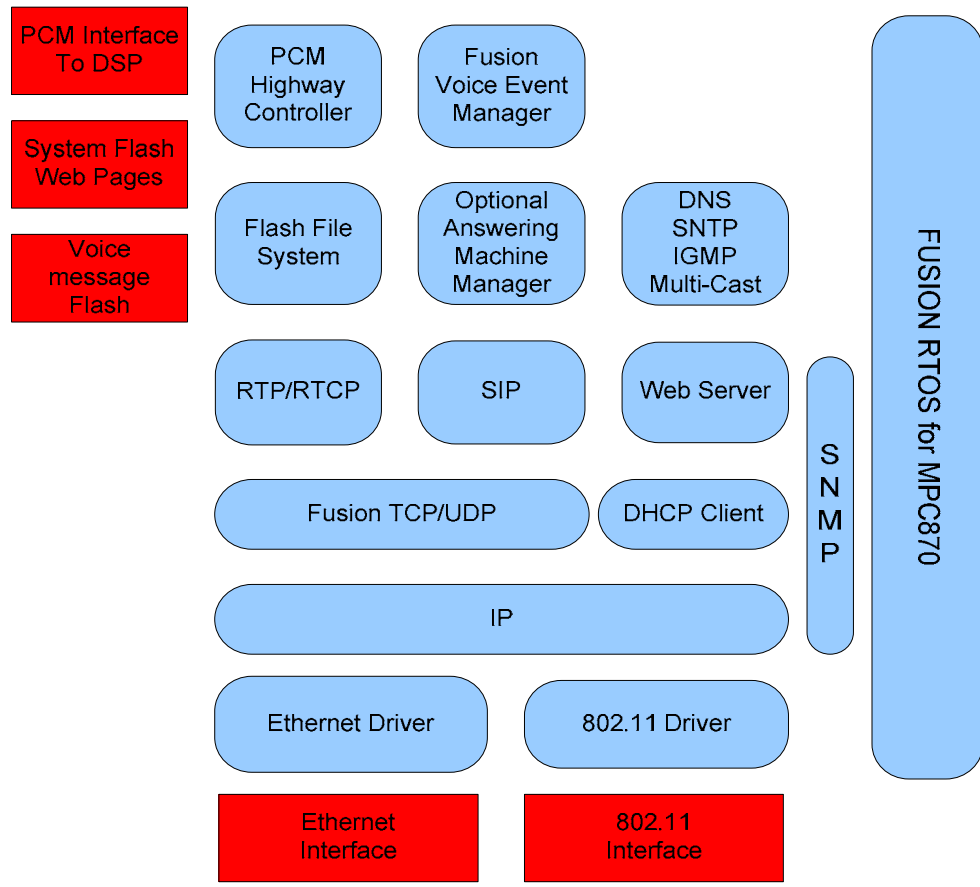 PCM Interface
To DSP
System Flash
Web Pages
Voice
message
Flash
PCM
Highway
Controller
Fusion
Voice Event
Manager
Flash File
System
Optional
Answering
Machine
Manager
DNS
SNTP
IGMP
Multi-Cast
RTP/RTCP
SIP
Web Server
Fusion TCP/UDP
DHCP Client
IP
Ethernet Driver
802.11 Driver
Ethernet
Interface
802.11
Interface
S
N
M
P
FUSION RTOS for MPC870